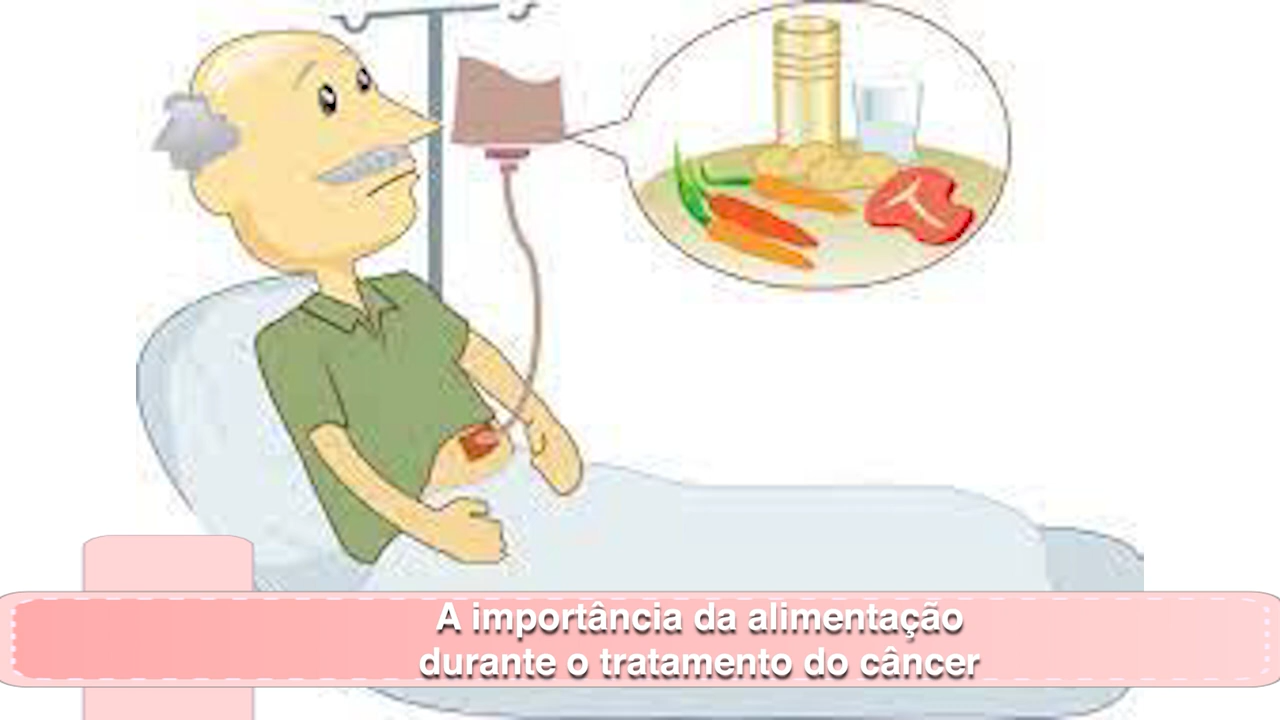 A importância da alimentação
durante o tratamento do câncer